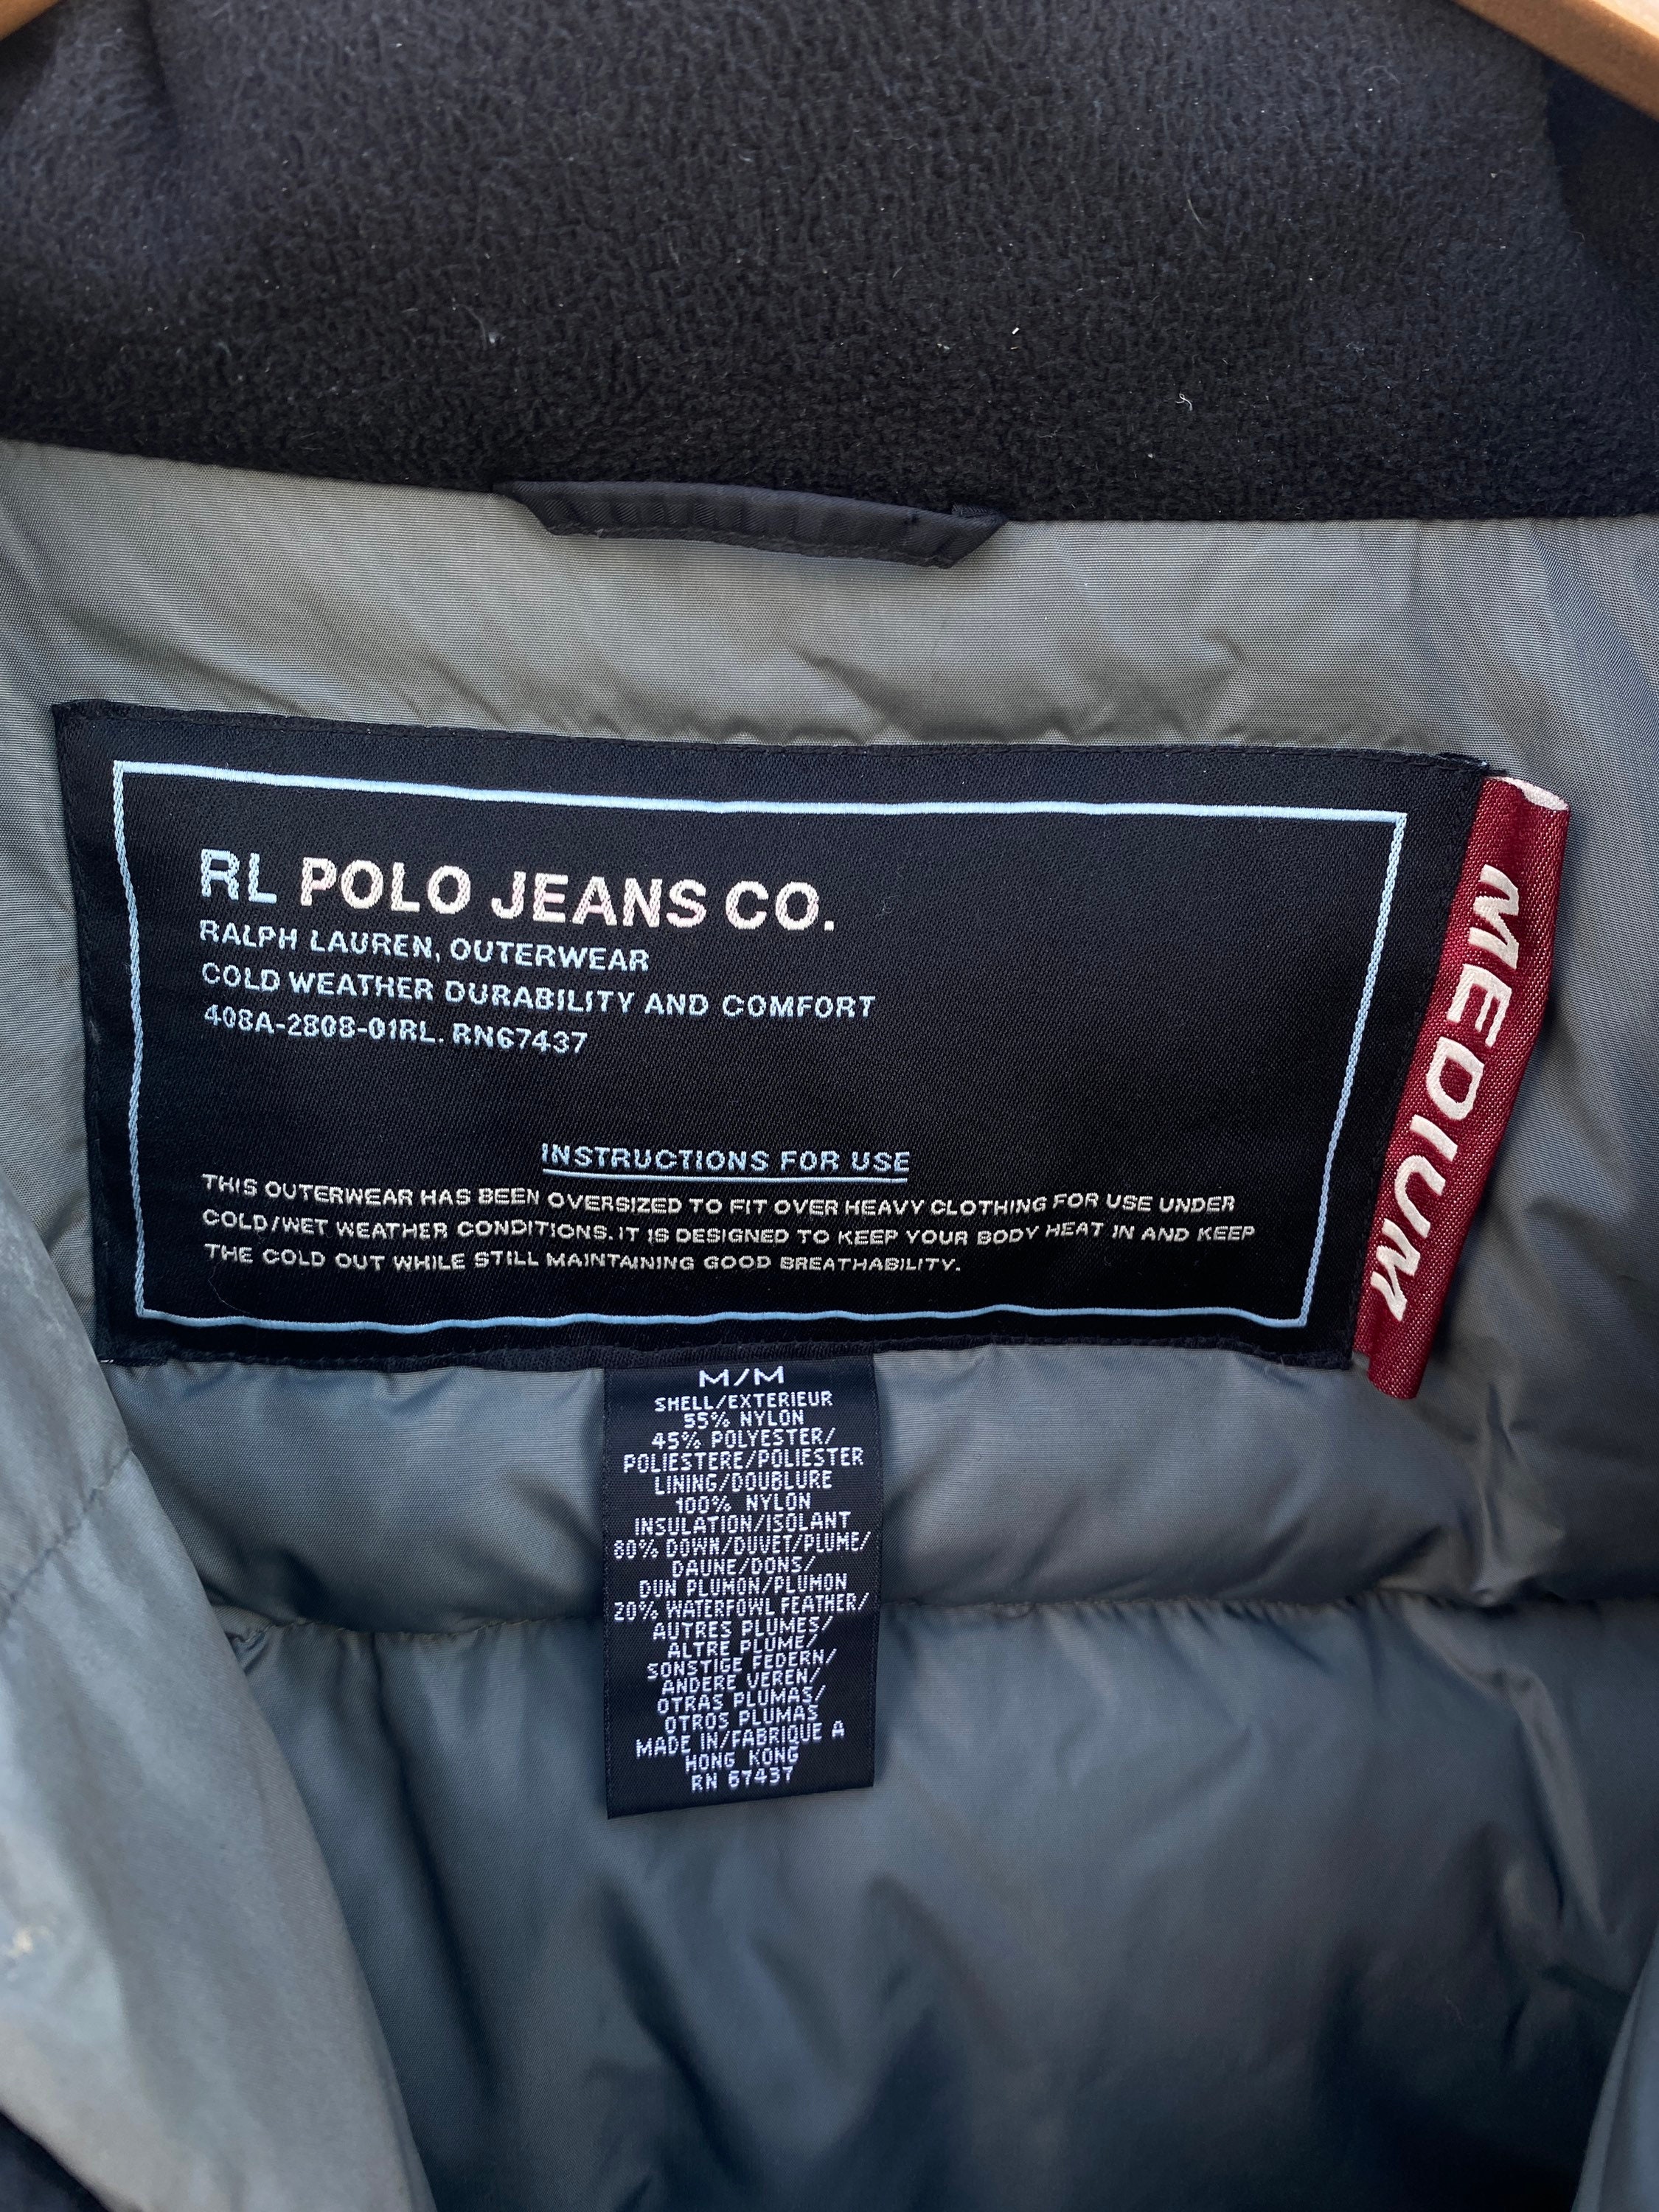 RL POLO JEANS CO.
RALPH LAUREN, OUTERWEAR
COLD WEATHER DURABILITY AND COMFORT
408A-2808-01RL. RN67437
INSTRUCTIONS FOR USE
THIS OUTERWEAR HAS BEEN OVERSIZED TO FIT OVER HEAVY CLOTHING FOR USE UNDER
COLD/WET WEATHER CONDITIONS. IT IS DESIGNED TO KEEP YOUR BODY HEAT IN AND KEEP
THE COLD OUT WHILE STILL MAINTAINING GOOD BREATHABILITY.
MEDIUM
M/M
SHELL/EXTERIEUR
55% NYLON
45% POLYESTER/
POLIESTERE/POLIESTER
LINING/DOUBLURE
100% NYLON
INSULATION/ISOLANT
80% DOWN/DUVET/PLUME/
DAUNE/DONS/
DUN PLUMON/PLUMON
20% WATERFOWL FEATHER/
AUTRES PLUMES/
ALTRE PLUME/
SONSTIGE FEDERN/
ANDERE VEREN/
OTRAS PLUMAS/
OTROS PLUMAS
MADE IN/FABRIQUE A
HONG KONG
RN 67437